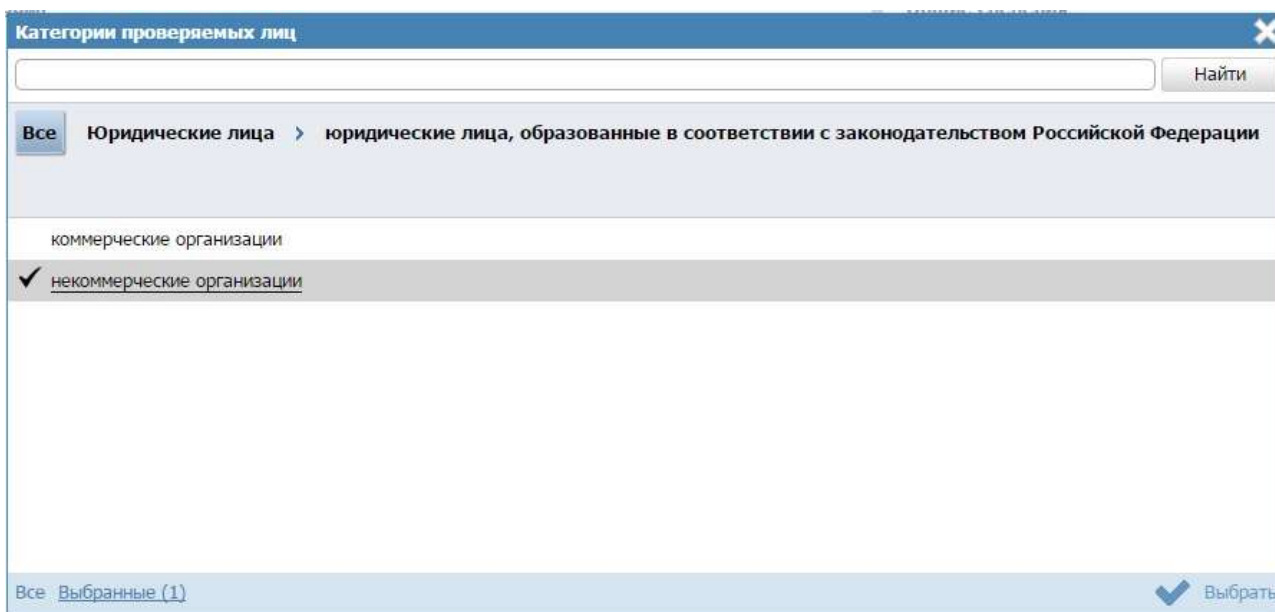 Категории проверяемых лиц
Найти
Все Юридические лица > юридические лица, образованные в соответствии с законодательством Российской Федерации
коммерческие организации
некоммерческие организации
Все Выбранные (1) Выбрать